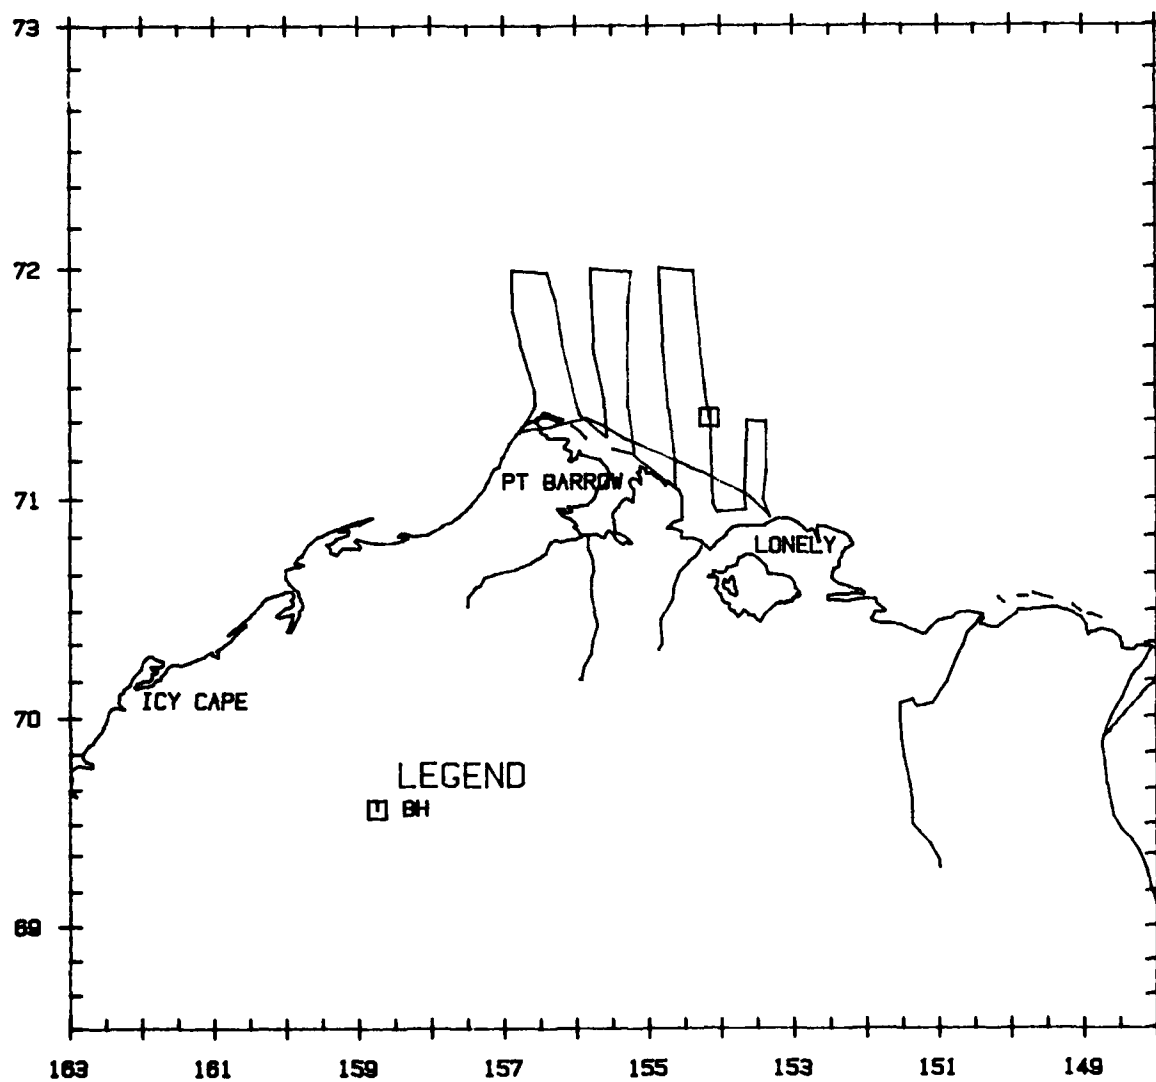 73
72
PT BARROW
71
LONELY
ICY CAPE
70
LEGEND
BH
69
163 161 159 157 155 153 151 149